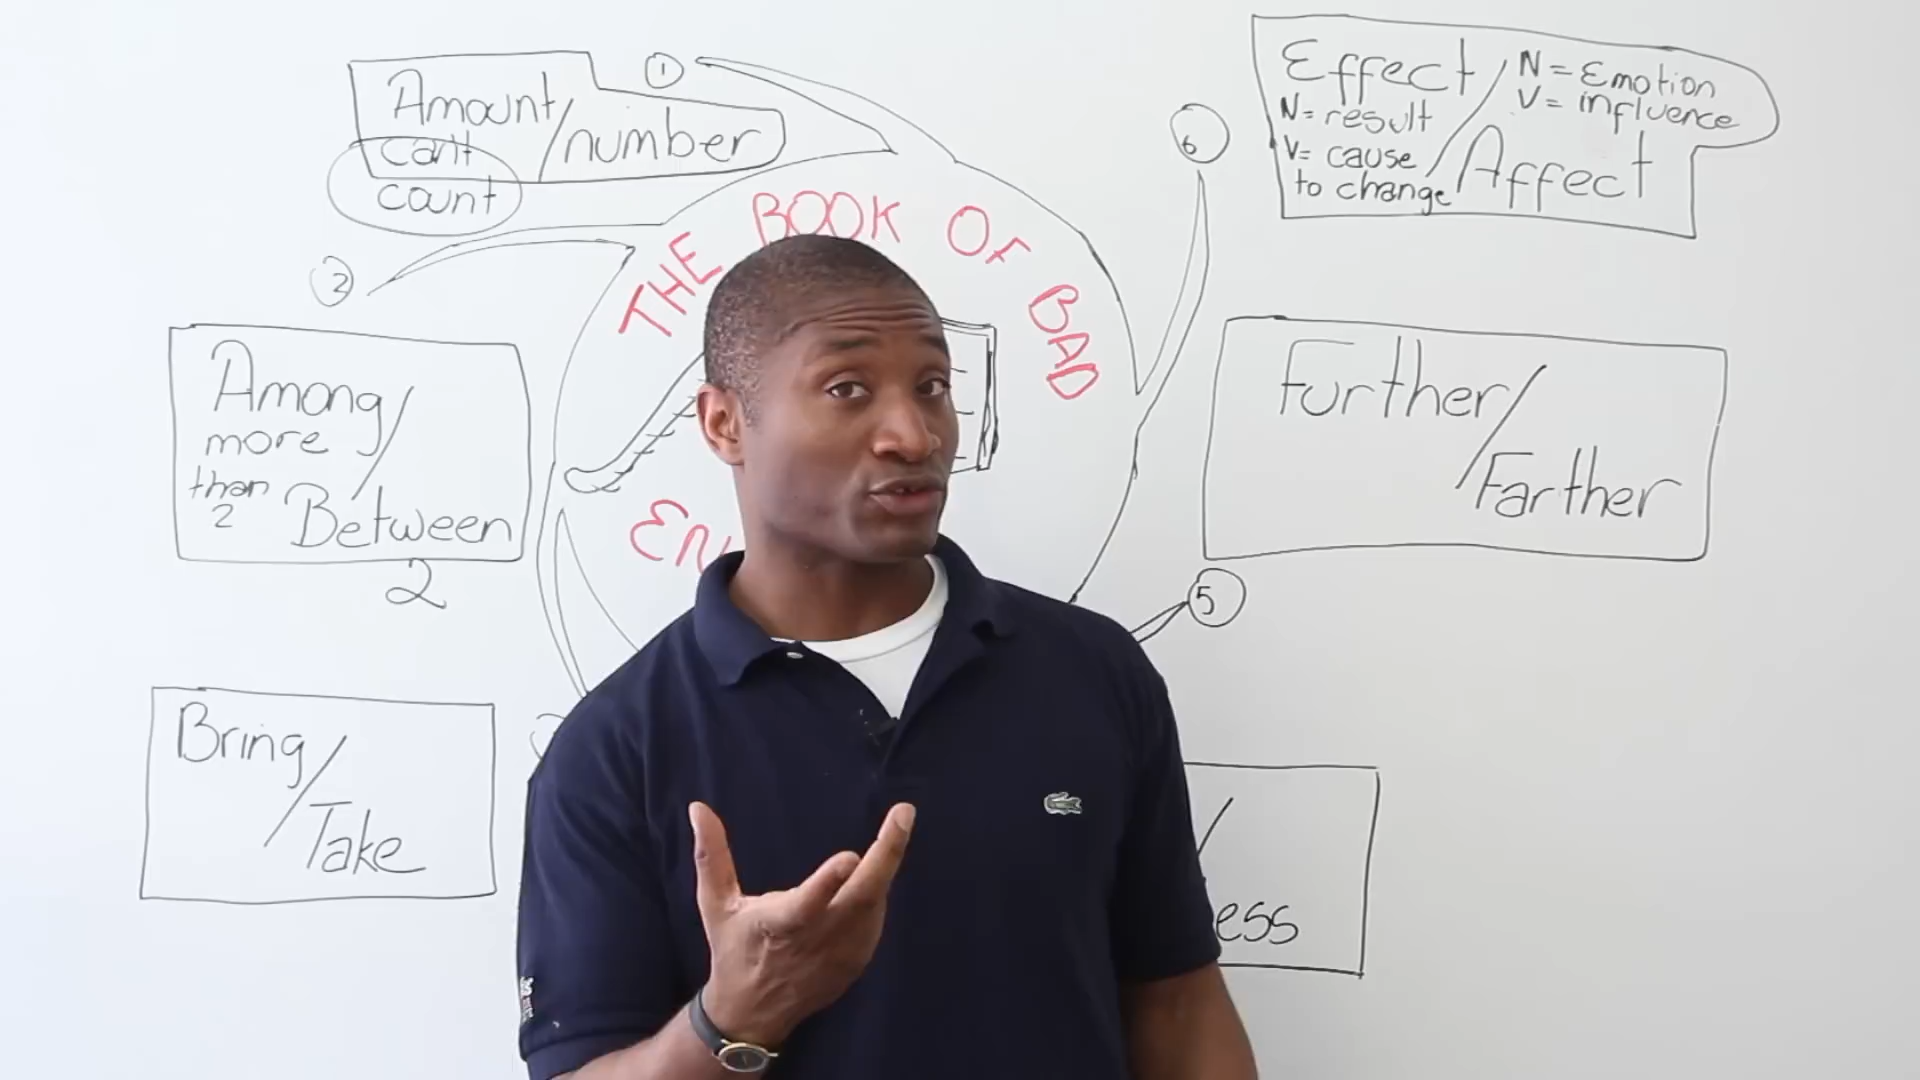 1
Amount/
number
can't
count
THE BOOK OF BAD
EN
2
Among/
more
than
2
Between
2
Bring/
Take
6
Effect/
N= result
V= cause
to change
N= Emotion
V= influence
Affect
Further/
Farther
5
/
ess